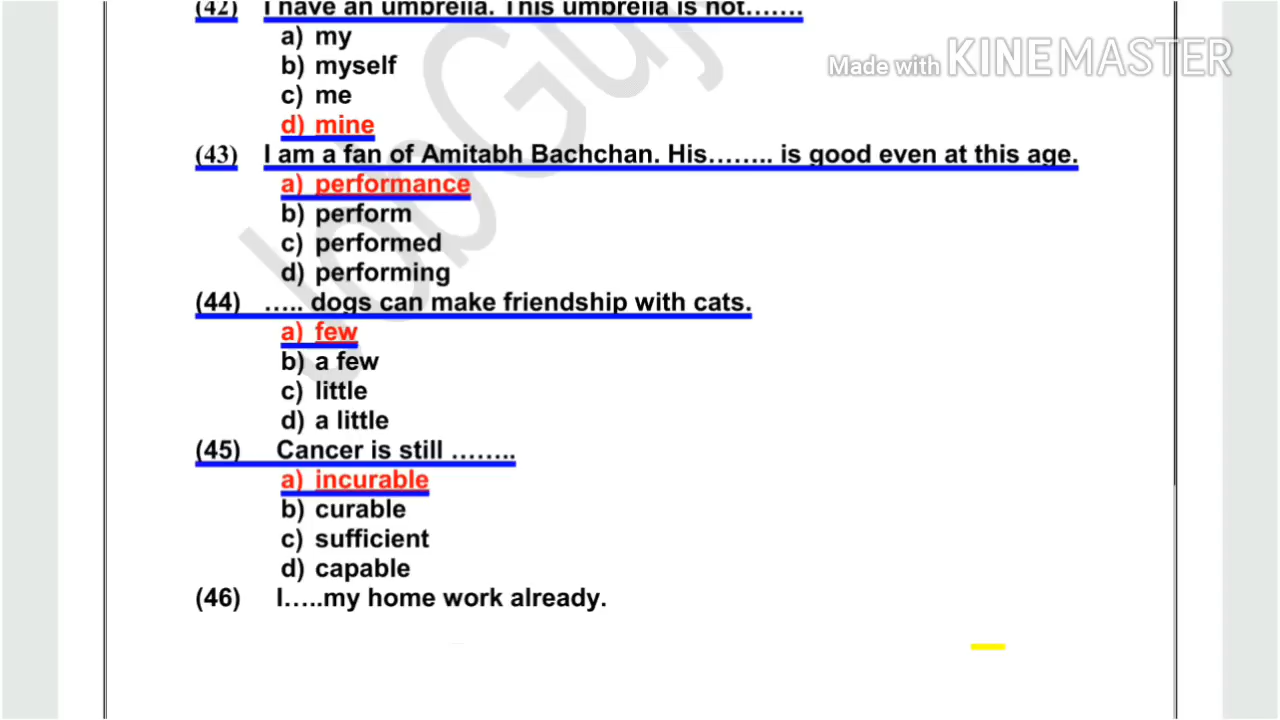 (42) I have an umbrella. This umbrella is not…….
a) my
b) myself
c) me
d) mine
Made with KINEMASTER
(43) I am a fan of Amitabh Bachchan. His…….. is good even at this age.
a) performance
b) perform
c) performed
d) performing
(44) ….. dogs can make friendship with cats.
a) few
b) a few
c) little
d) a little
(45) Cancer is still ……..
a) incurable
b) curable
c) sufficient
d) capable
(46) I…..my home work already.